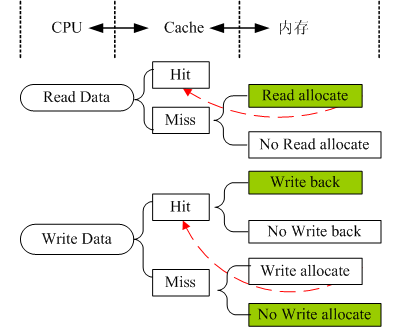 CPU Cache 内存
Hit
Read Data
Read allocate
Miss
No Read allocate
Write back
Hit
No Write back
Write Data
Write allocate
Miss
No Write allocate